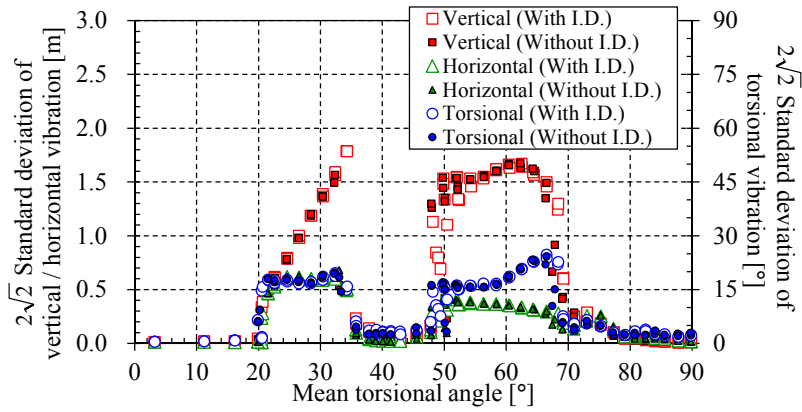 2√2 Standard deviation of
vertical / horizontal vibration [m]
3.0
2.5
2.0
1.5
1.0
0.5
0.0
Vertical (With I.D.)
Vertical (Without I.D.)
Horizontal (With I.D.)
Horizontal (Without I.D.)
Torsional (With I.D.)
Torsional (Without I.D.)
90
75
60
45
30
15
0
2√2 Standard deviation of
torsional vibration [°]
0 10 20 30 40 50 60 70 80 90
Mean torsional angle [°]